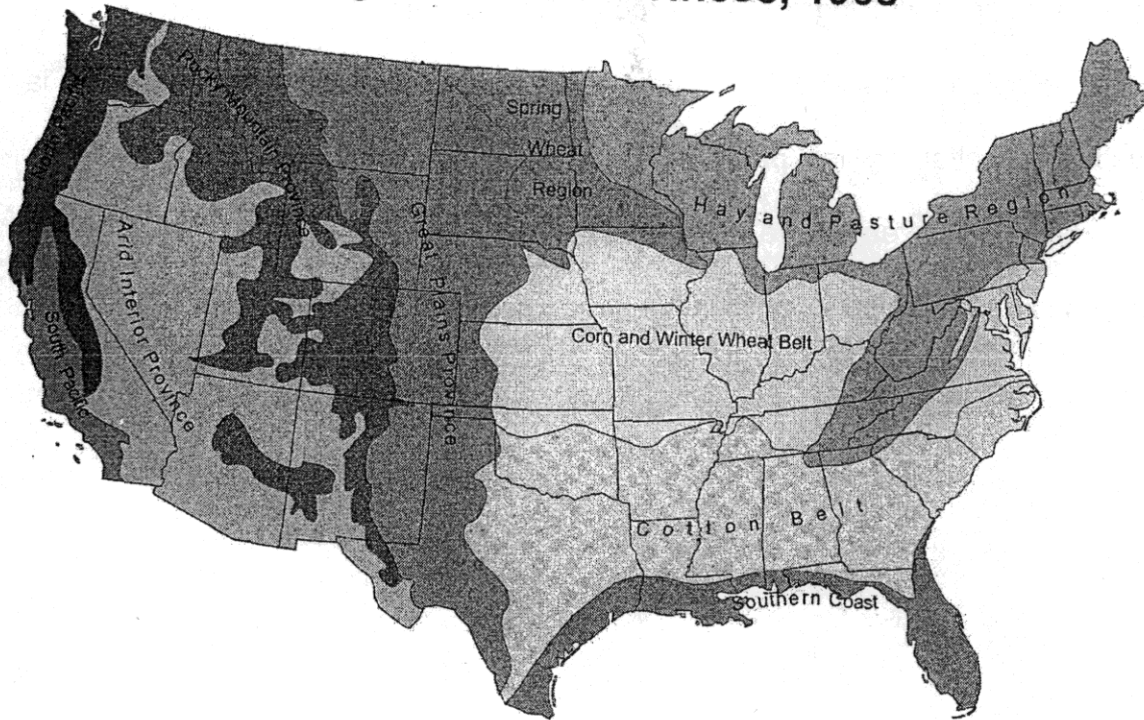 Rocky Mountain Province
Spring
Wheat
Region
Hay and Pasture Region
Great Plains Province
Arid Interior Province
South Pacific
Corn and Winter Wheat Belt
Cotton Belt
Southern Coast